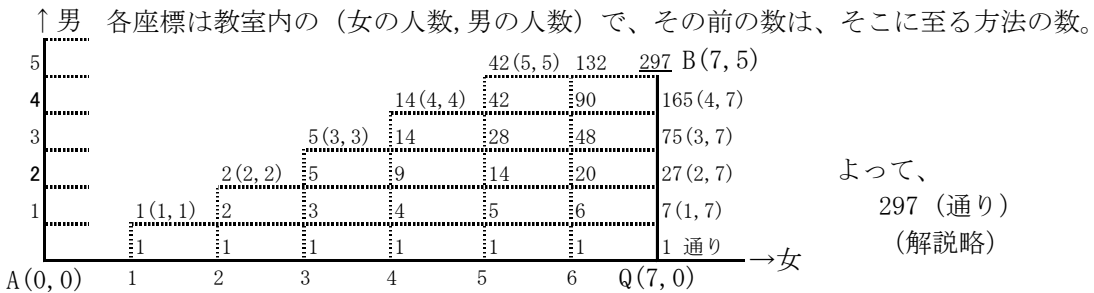 ↑男 各座標は教室内の（女の人数,男の人数）で、その前の数は、そこに至る方法の数。
5 42(5,5) 132 297 B(7,5)
4 14(4,4) 42 90 165(4,7)
3 5(3,3) 14 28 48 75(3,7)
2 2(2,2) 5 9 14 20 27(2,7) よって、
1 1(1,1) 2 3 4 5 6 7(1,7) 297（通り）
1 1 1 1 1 1 1 通り →女 （解説略）
A(0,0) 1 2 3 4 5 6 Q(7,0)